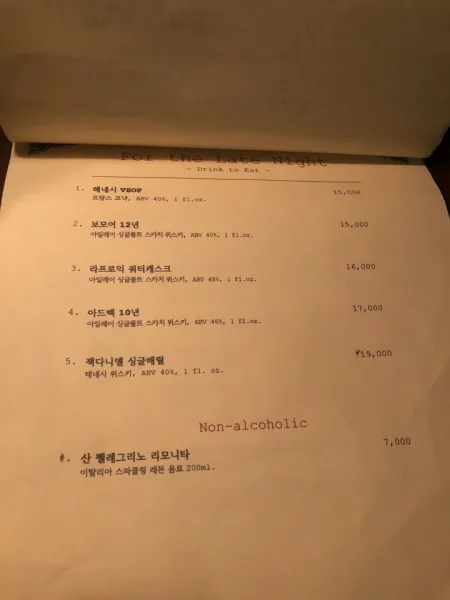 For the Late Night
- Drink to Eat -
1. 헤네시 VSOP 15,000
프랑스 코냑, ABV 40%, 1 fl.oz.
2. 보모어 12년 15,000
아일레이 싱글몰트 스카치 위스키, ABV 40%, 1 fl.oz.
3. 라프로익 쿼터캐스크 16,000
아일레이 싱글몰트 스카치 위스키, ABV 48%, 1 fl.oz.
4. 아드벡 10년 17,000
아일레이 싱글몰트 스카치 위스키, ABV 46%, 1 fl.oz.
5. 잭다니엘 싱글배럴 ₩19,000
테네시 위스키, ABV 40%, 1 fl. oz.
Non-alcoholic
#. 산 펠레그리노 리모나타 7,000
이탈리아 스파클링 레몬 음료 200ml.